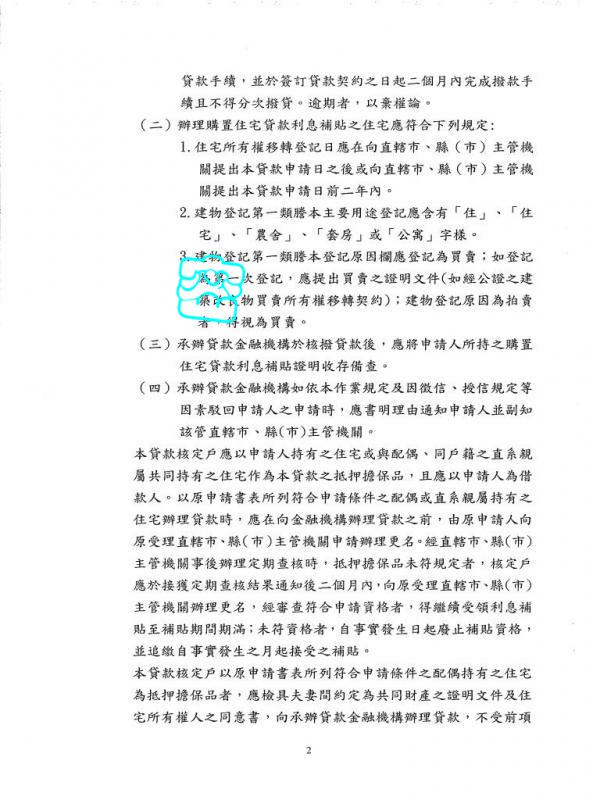 貸款手續，並於簽訂貸款契約之日起二個月內完成撥款手
續且不得分次撥貸。逾期者，以棄權論。
（二）辦理購置住宅貸款利息補貼之住宅應符合下列規定：
1.住宅所有權移轉登記日應在向直轄市、縣（市）主管機
關提出本貸款申請日之後或向直轄市、縣（市）主管機
關提出本貸款申請日前二年內。
2.建物登記第一類謄本主要用途登記應含有「住」、「住
宅」、「農舍」、「套房」或「公寓」字樣。
3.建物登記第一類謄本登記原因欄應登記為買賣；如登記
為第一次登記，應提出買賣之證明文件(如經公證之建
築改良物買賣所有權移轉契約)；建物登記原因為拍賣
者，得視為買賣。
（三）承辦貸款金融機構於核撥貸款後，應將申請人所持之購置
住宅貸款利息補貼證明收存備查。
（四）承辦貸款金融機構如依本作業規定及因徵信、授信規定等
因素駁回申請人之申請時，應書明理由通知申請人並副知
該管直轄市、縣(市)主管機關。
本貸款核定戶應以申請人持有之住宅或與配偶、同戶籍之直系親
屬共同持有之住宅作為本貸款之抵押擔保品，且應以申請人為借
款人。以原申請書表所列符合申請條件之配偶或直系親屬持有之
住宅辦理貸款時，應在向金融機構辦理貸款之前，由原申請人向
原受理直轄市、縣(市)主管機關申請辦理更名。經直轄市、縣(市)
主管機關事後辦理定期查核時，抵押擔保品未符規定者，核定戶
應於接獲定期查核結果通知後二個月內，向原受理直轄市、縣(市)
主管機關辦理更名，經審查符合申請資格者，得繼續受領利息補
貼至補貼期間期滿；未符資格者，自事實發生日起廢止補貼資格，
並追繳自事實發生之月起接受之補貼。
本貸款核定戶以原申請書表所列符合申請條件之配偶持有之住宅
為抵押擔保品者，應檢具夫妻間約定為共同財產之證明文件及住
宅所有權人之同意書，向承辦貸款金融機構辦理貸款，不受前項
2